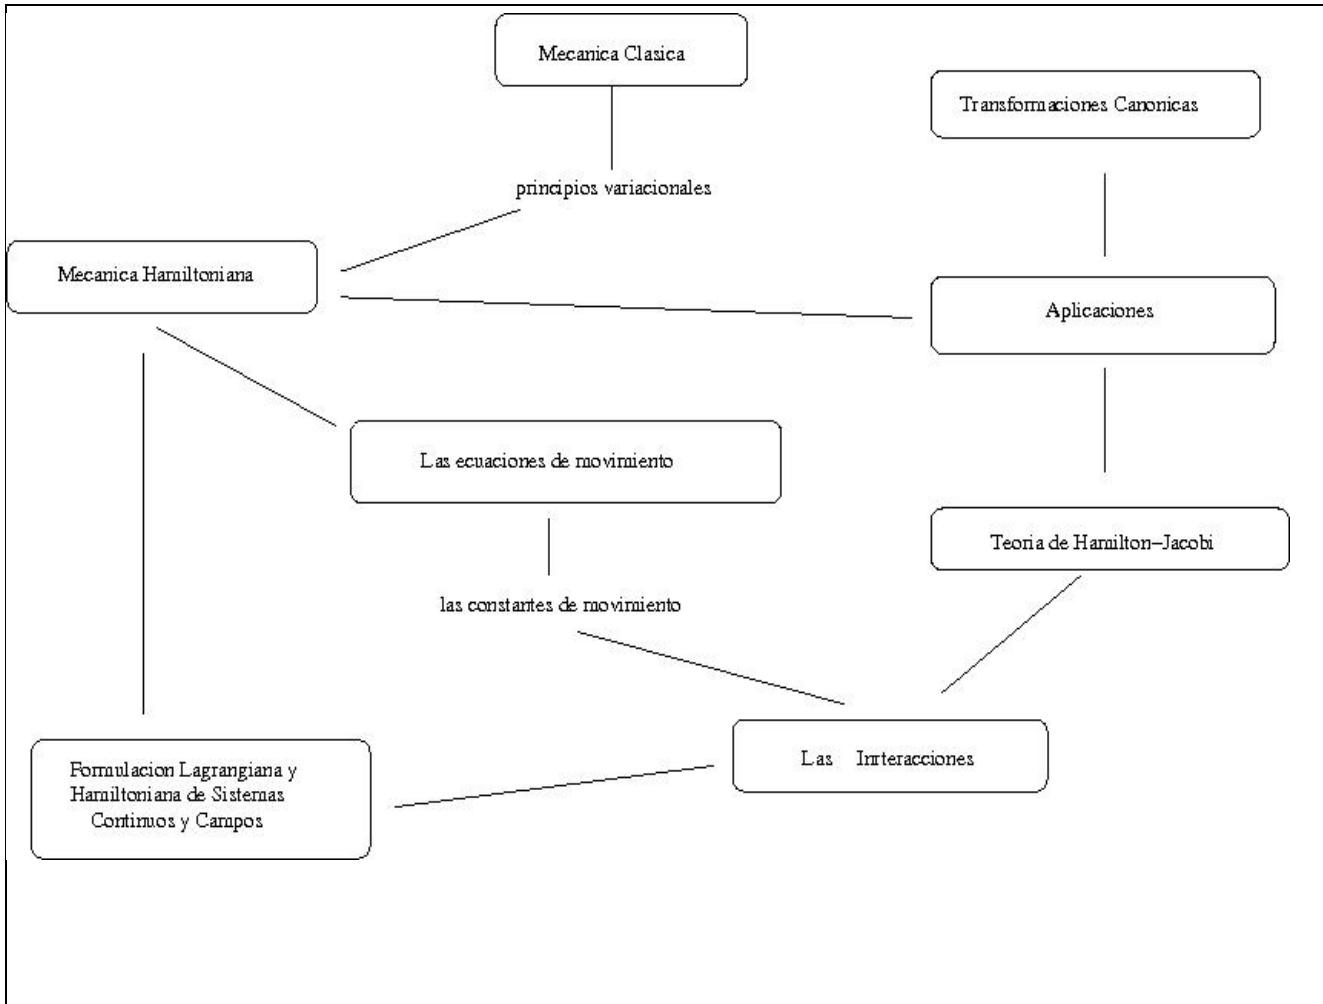 Mecanica Clasica
Transformaciones Canonicas
principios variacionales
Mecanica Hamiltoniana
Aplicaciones
Las ecuaciones de movimiento
Teoria de Hamilton–Jacobi
las constantes de movimiento
Las Inrteracciones
Formulacion Lagrangiana y
Hamiltoniana de Sistemas
Continuos y Campos